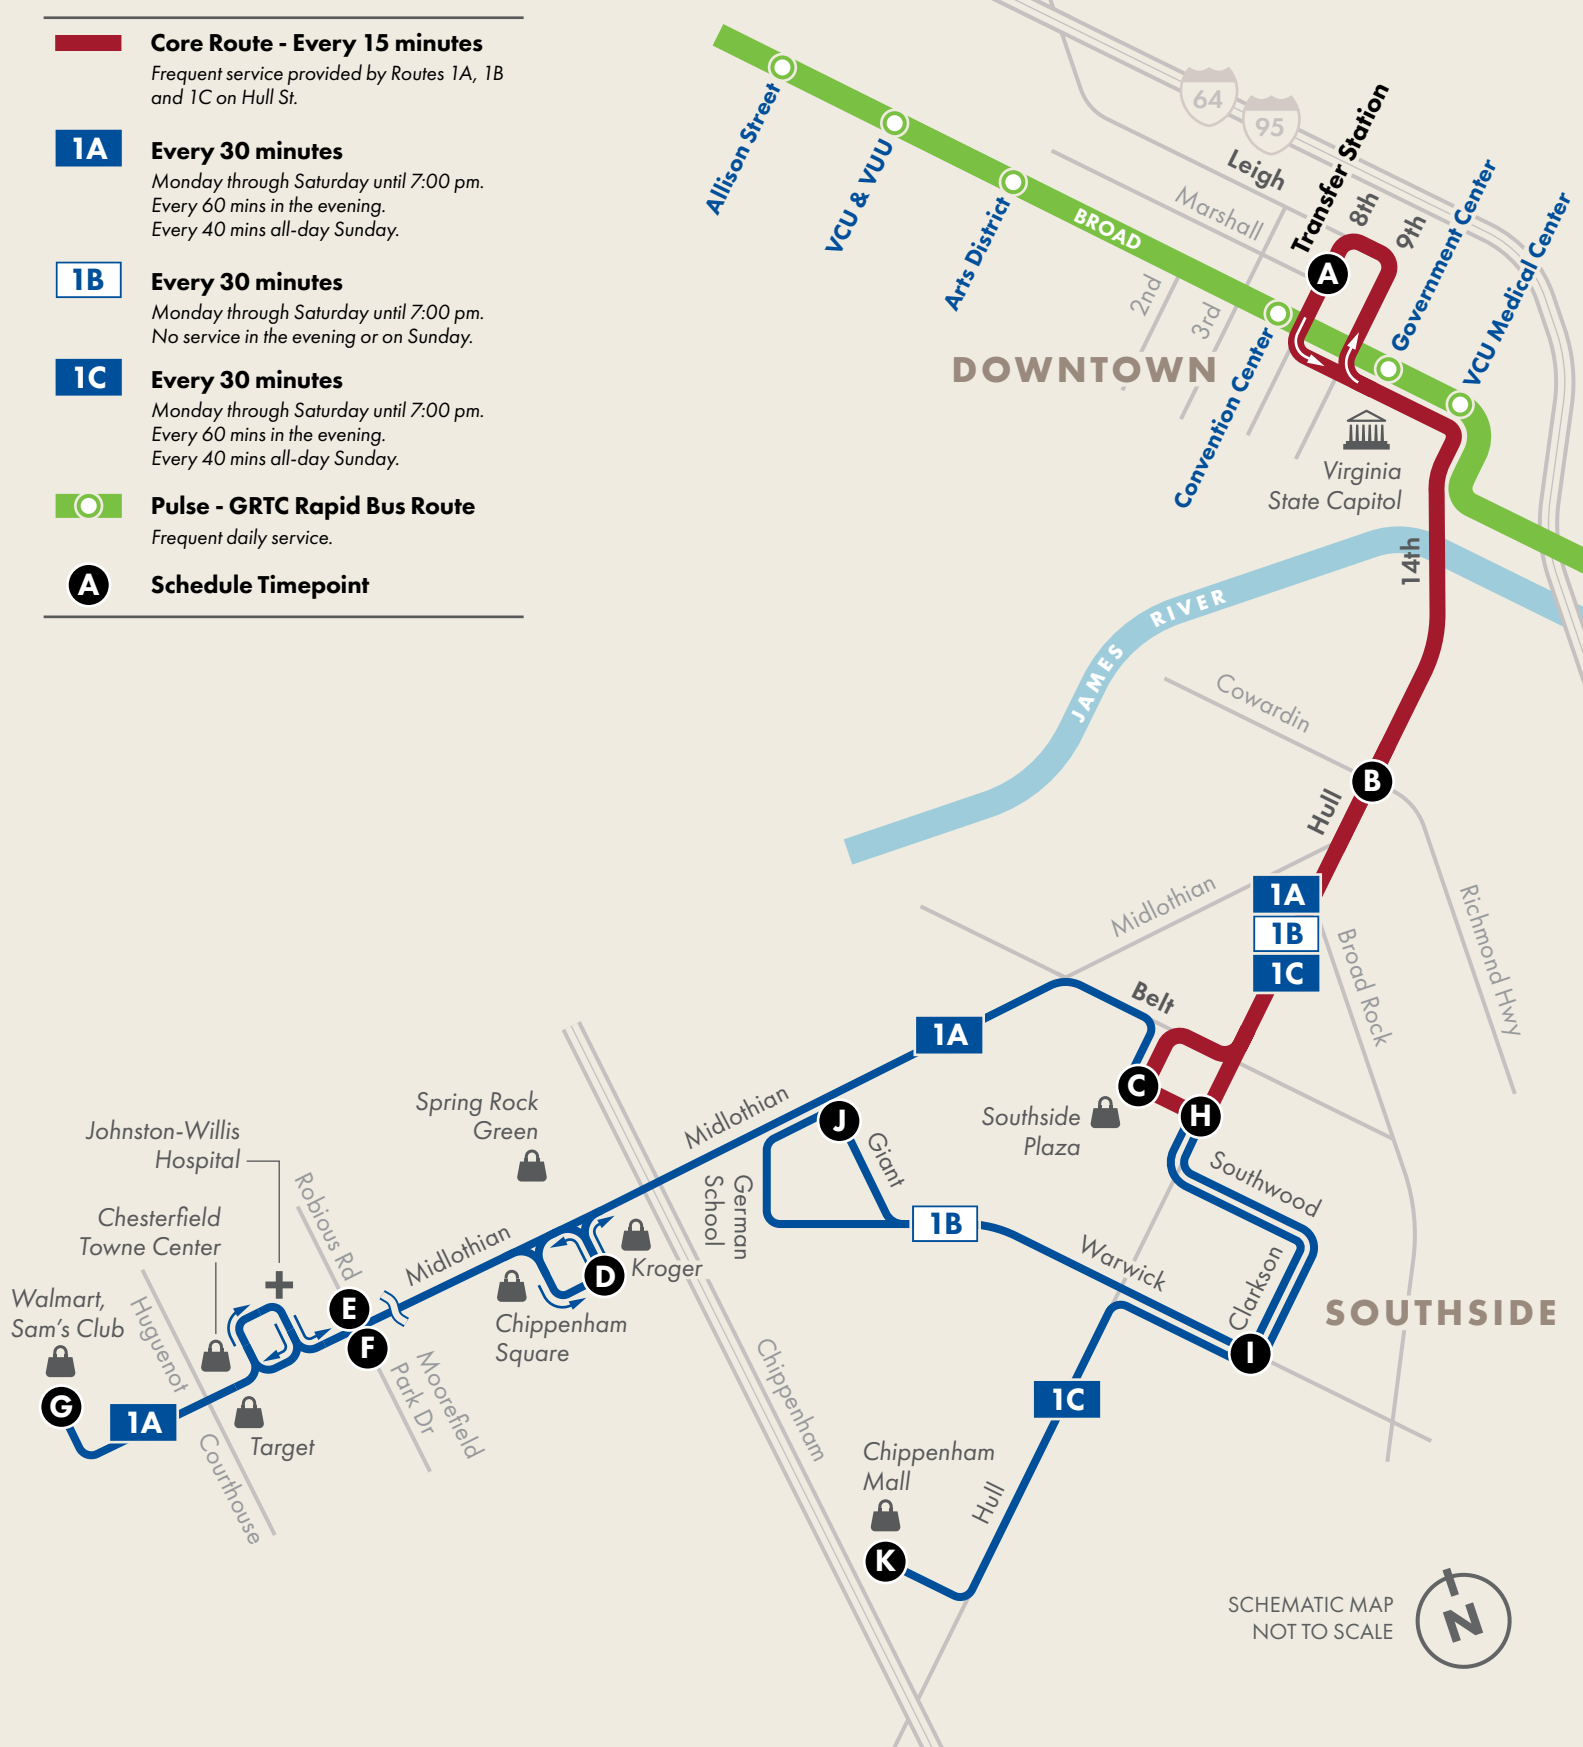 Core Route - Every 15 minutes
Frequent service provided by Routes 1A, 1B
and 1C on Hull St.
1A
Every 30 minutes
Monday through Saturday until 7:00 pm.
Every 60 mins in the evening.
Every 40 mins all-day Sunday.
1B
Every 30 minutes
Monday through Saturday until 7:00 pm.
No service in the evening or on Sunday.
1C
Every 30 minutes
Monday through Saturday until 7:00 pm.
Every 60 mins in the evening.
Every 40 mins all-day Sunday.
Pulse - GRTC Rapid Bus Route
Frequent daily service.
A
Schedule Timepoint
64
95
Allison Street
VCU & VUU
Arts District
BROAD
Marshall
Leigh
Transfer Station
8th
9th
Government Center
VCU Medical Center
A
2nd
3rd
Convention Center
DOWNTOWN
Virginia
State Capitol
14th
JAMES RIVER
Cowardin
B
Hull
Midlothian
1A
1B
1C
Broad Rock
Richmond Hwy
Belt
1A
C
H
Southside
Plaza
Southwood
Midlothian
J
Giant
German
School
1B
Warwick
Clarkson
I
SOUTHSIDE
Spring Rock
Green
Johnston-Willis
Hospital
Chesterfield
Towne Center
Robious Rd
Midlothian
D
Kroger
Chippenham
Square
Chippenham
Walmart,
Sam's Club
Huguenot
E
F
G
1A
Target
Courthouse
Moorefield
Park Dr
1C
Chippenham
Mall
Hull
K
SCHEMATIC MAP
NOT TO SCALE
N